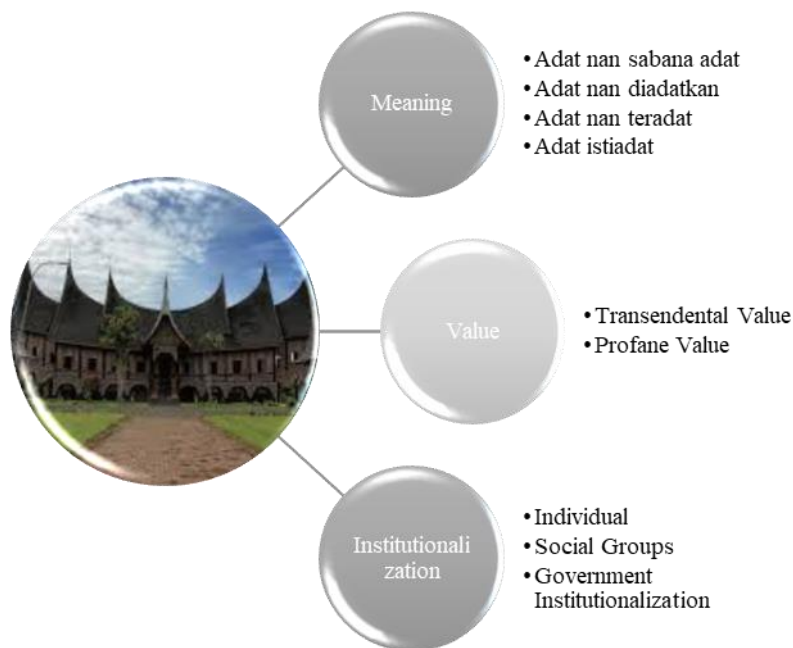 Meaning
• Adat nan sabana adat
• Adat nan diadatkan
• Adat nan teradat
• Adat istiadat
Value
• Transendental Value
• Profane Value
Institutionali
zation
• Individual
• Social Groups
• Government
Institutionalization